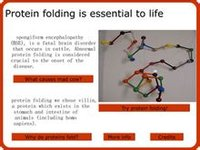 Protein folding is essential to life
spongiform encephalopathy
(BSE), is a fatal brain disorder
that occurs in cattle. Abnormal
protein folding is considered
crucial to the onset of the
disease.
What causes mad cow?
Try protein folding!
protein folding
a protein which exists in the
stomach and intestine of
animals (including homo
sapiens).
Why do proteins fold?
More info
Credits